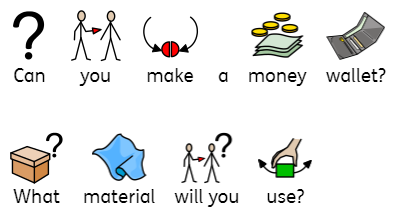 Can you make a money wallet?
What material will you use?